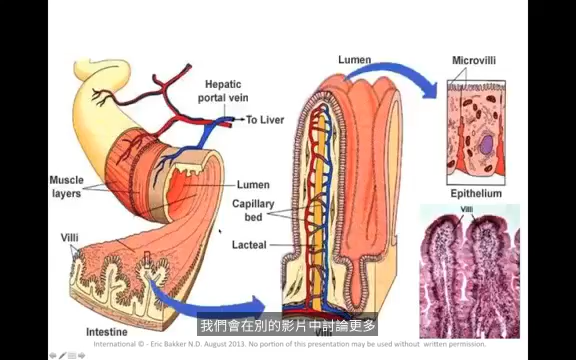 Hepatic
portal vein
To Liver
Muscle
layers
Lumen
Villi
Intestine
Lumen
Capillary
bed
Lacteal
Villi
Microvilli
Epithelium
Villi
我們會在別的影片中討論更多
International © - Eric Bakker N.D. August 2013. No portion of this presentation may be used without written permission.